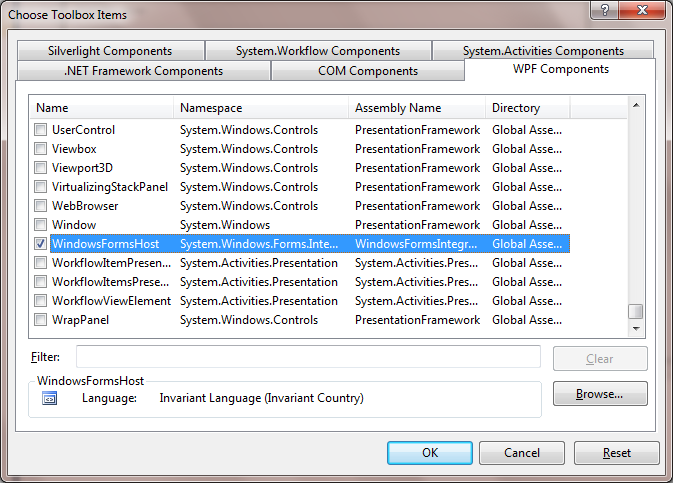 Choose Toolbox Items
Silverlight Components System.Workflow Components System.Activities Components
.NET Framework Components COM Components WPF Components
Name Namespace Assembly Name Directory
UserControl System.Windows.Controls PresentationFramework Global Asse...
Viewbox System.Windows.Controls PresentationFramework Global Asse...
Viewport3D System.Windows.Controls PresentationFramework Global Asse...
VirtualizingStackPanel System.Windows.Controls PresentationFramework Global Asse...
WebBrowser System.Windows.Controls PresentationFramework Global Asse...
Window System.Windows PresentationFramework Global Asse...
WindowsFormsHost System.Windows.Forms.Inte... WindowsFormsIntegr... Global Asse...
WorkflowItemPresen... System.Activities.Presentation System.Activities.Pres... Global Asse...
WorkflowItemsPrese... System.Activities.Presentation System.Activities.Pres... Global Asse...
WorkflowViewElement System.Activities.Presentation System.Activities.Pres... Global Asse...
WrapPanel System.Windows.Controls PresentationFramework Global Asse...
Filter: Clear
WindowsFormsHost
Language: Invariant Language (Invariant Country) Browse...
OK Cancel Reset